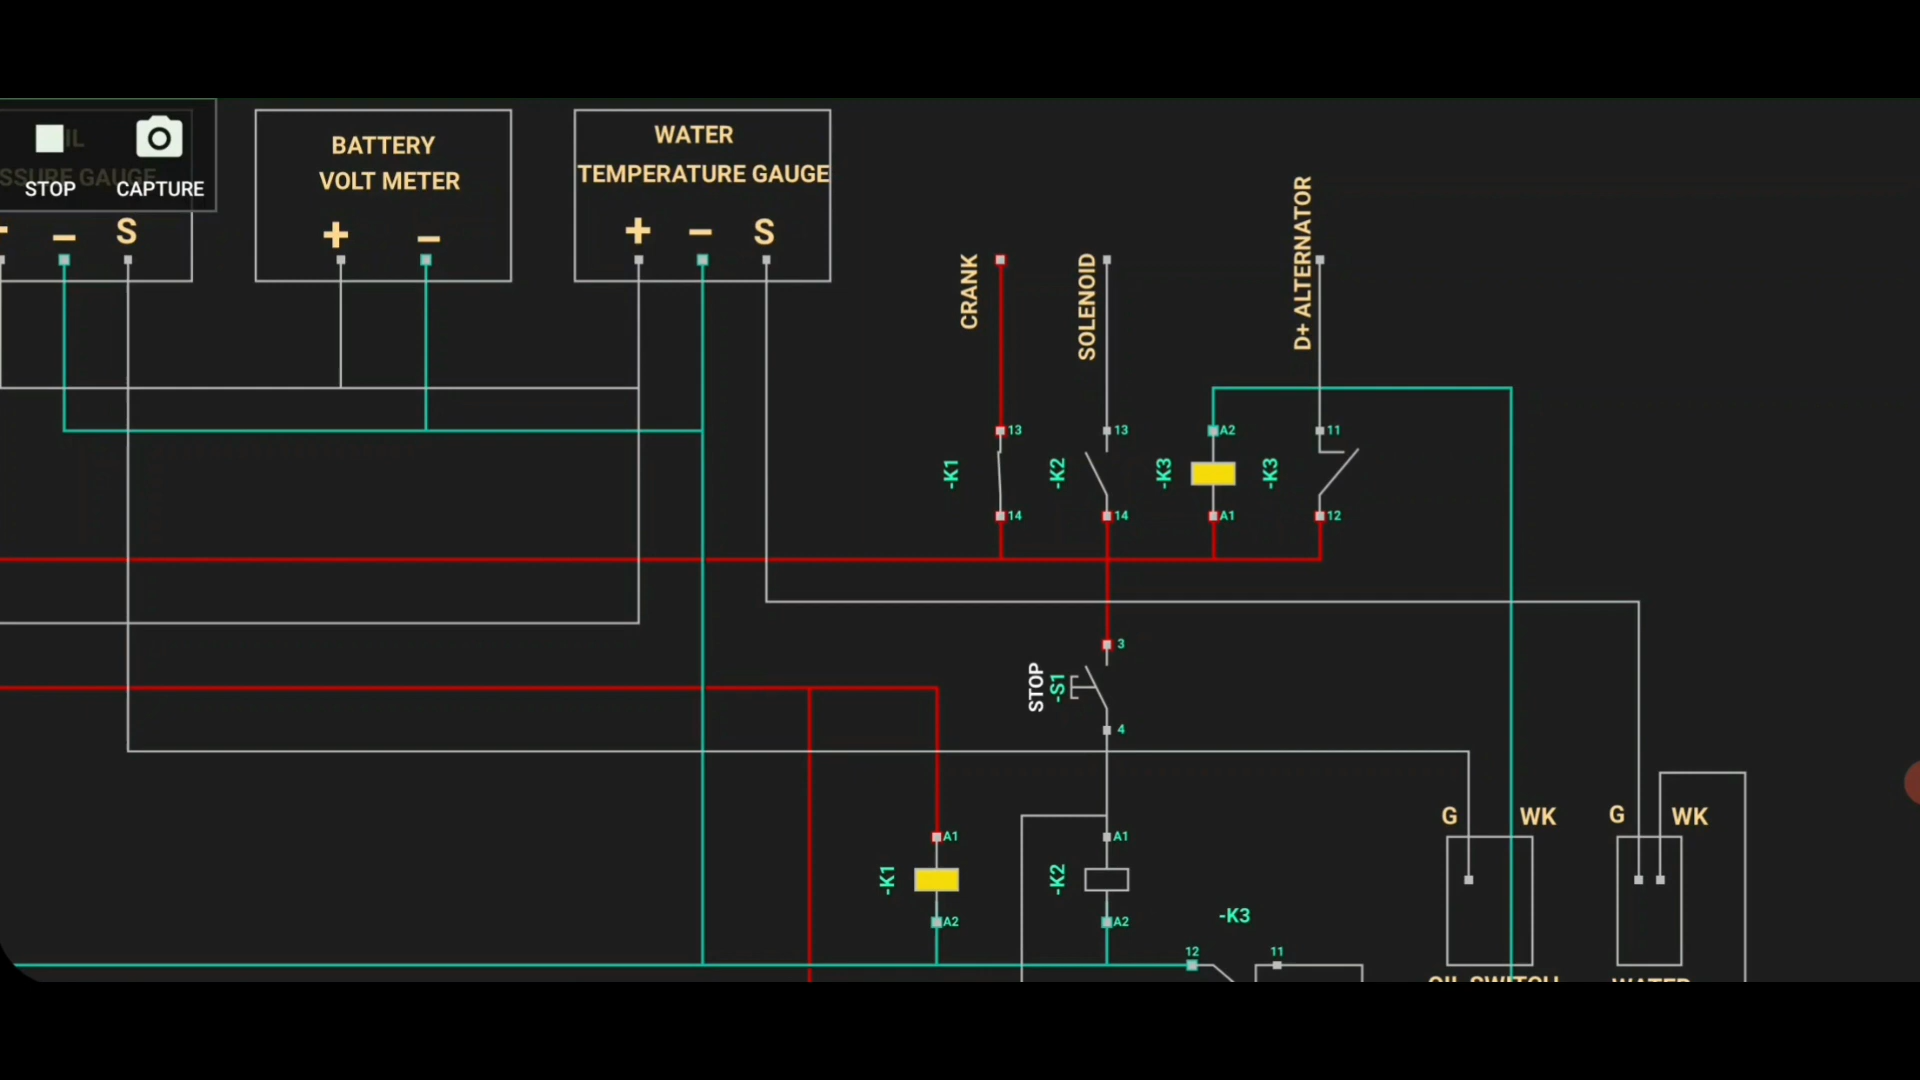 STOP
CAPTURE
SSURE GAUGE
– S
BATTERY
VOLT METER
+ –
WATER
TEMPERATURE GAUGE
+ – S
CRANK
SOLENOID
D+ ALTERNATOR
13
13
A2
11
-K1
-K2
-K3
-K3
14
14
A1
12
3
STOP
-S1
4
G WK
G WK
A1
A1
-K1
-K2
A2
A2
-K3
12
11
OIL SWITCH
WATER